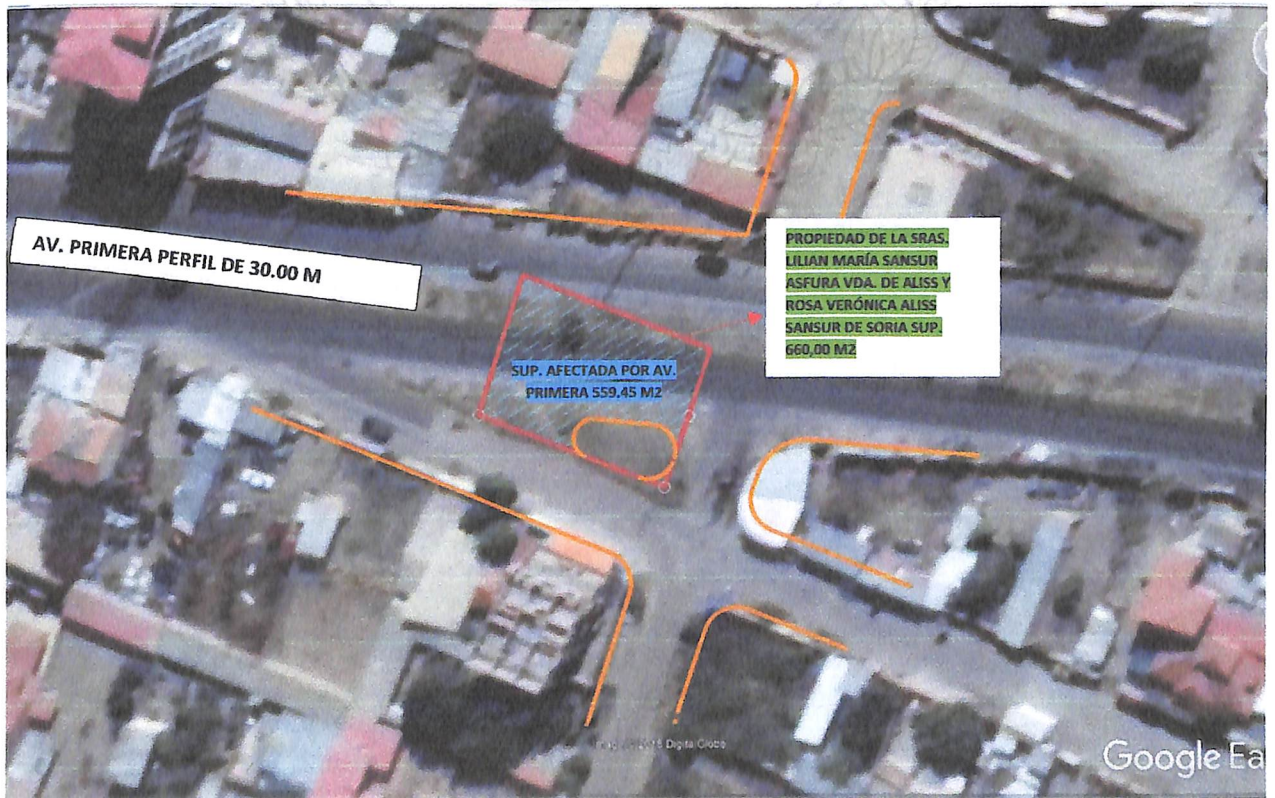 AV. PRIMERA PERFIL DE 30.00 M
PROPIEDAD DE LA SRAS.
LILIAN MARÍA SANSUR
ASFURA VDA. DE ALISS Y
ROSA VERÓNICA ALISS
SANSUR DE SORIA SUP.
660,00 M2
SUP. AFECTADA POR AV.
PRIMERA 559,45 M2
DigitalGlobe
Google Ea